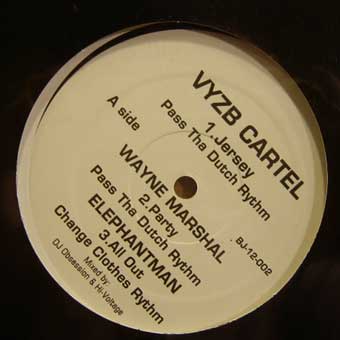 VYZB CARTEL
1.Jersey
Pass Tha Dutch Rythm
A side
WAYNE MARSHAL
2.Party
Pass Tha Dutch Rythm
BJ-12-002
ELEPHANTMAN
3.All Out
Change Clothes Rythm
Mixed by:
DJ Obsession & Hi-Voltage